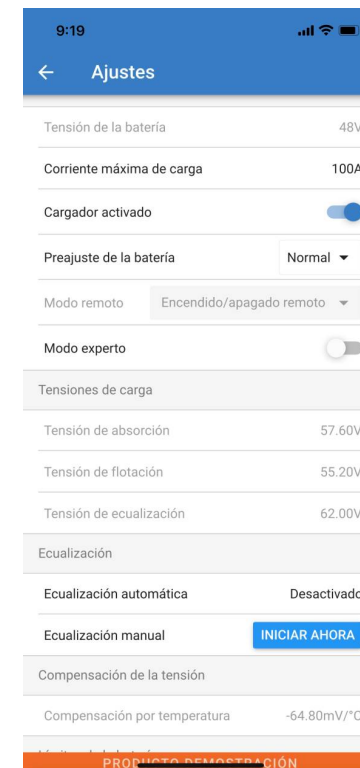 9:19
Ajustes
Tensión de la batería 48V
Corriente máxima de carga 100A
Cargador activado
Preajuste de la batería Normal
Modo remoto Encendido/apagado remoto
Modo experto
Tensiones de carga
Tensión de absorción 57.60V
Tensión de flotación 55.20V
Tensión de ecualización 62.00V
Ecualización
Ecualización automática Desactivado
Ecualización manual INICIAR AHORA
Compensación de la tensión
Compensación por temperatura -64.80mV/°C
PRODUCTO DEMOSTRACIÓN